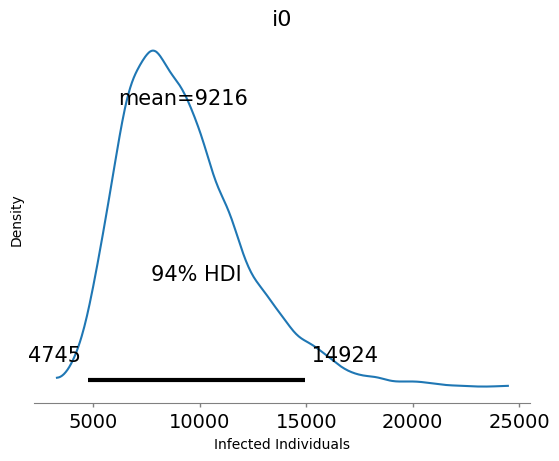 i0
mean=9216
94% HDI
4745
14924
Density
5000
10000
15000
20000
25000
Infected Individuals